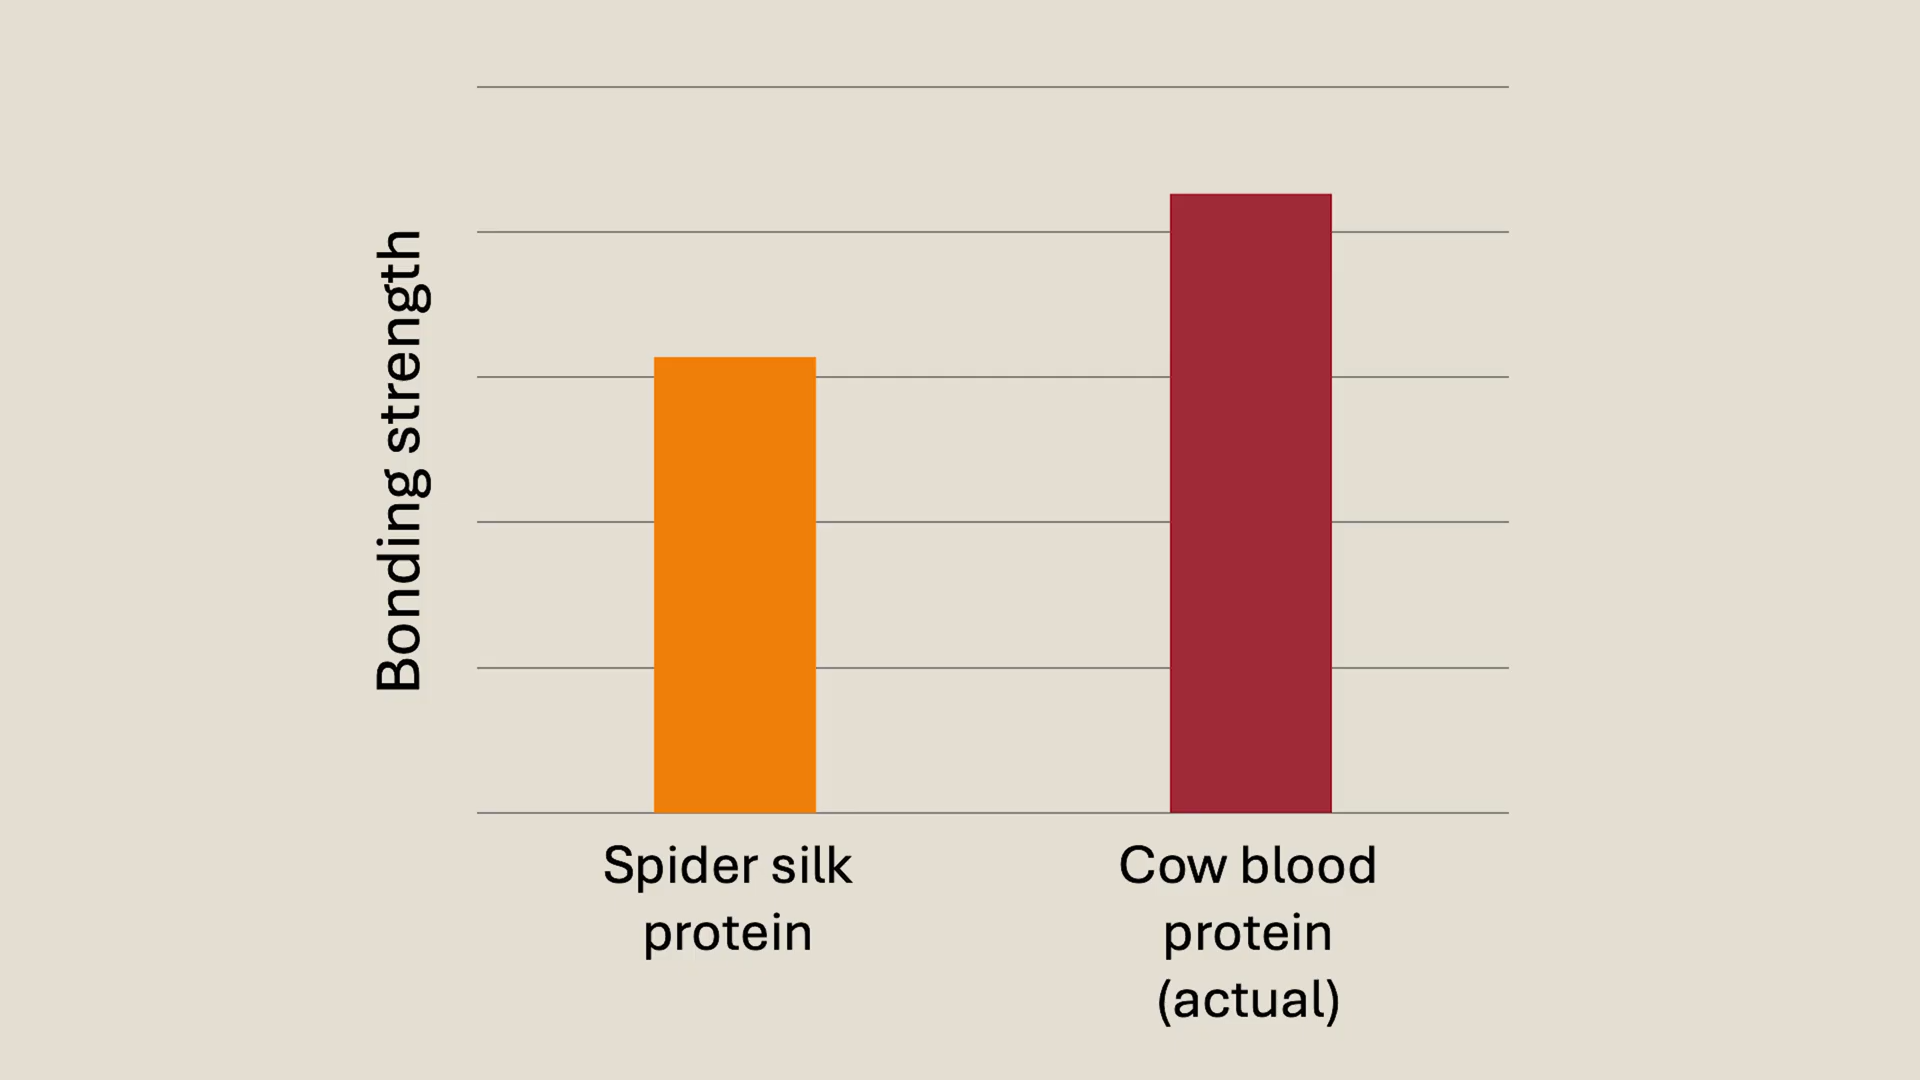 Bonding strength
Spider silk
protein
Cow blood
protein
(actual)